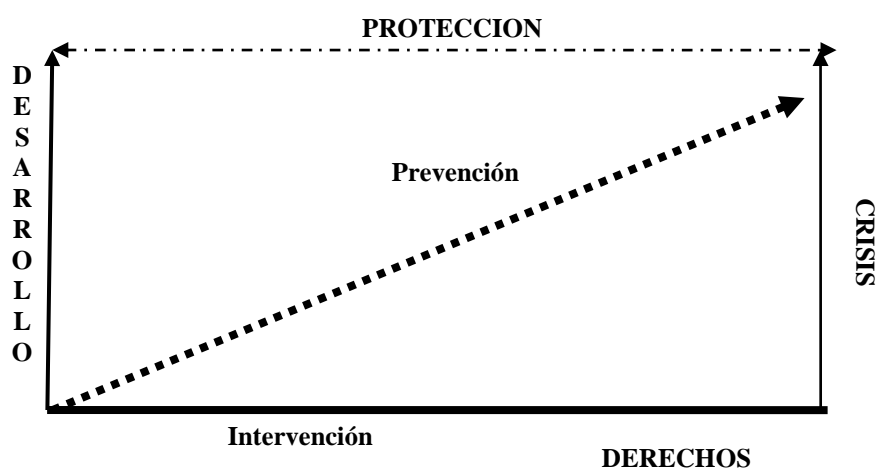 PROTECCION
DESARROLLO
Prevención
CRISIS
Intervención
DERECHOS